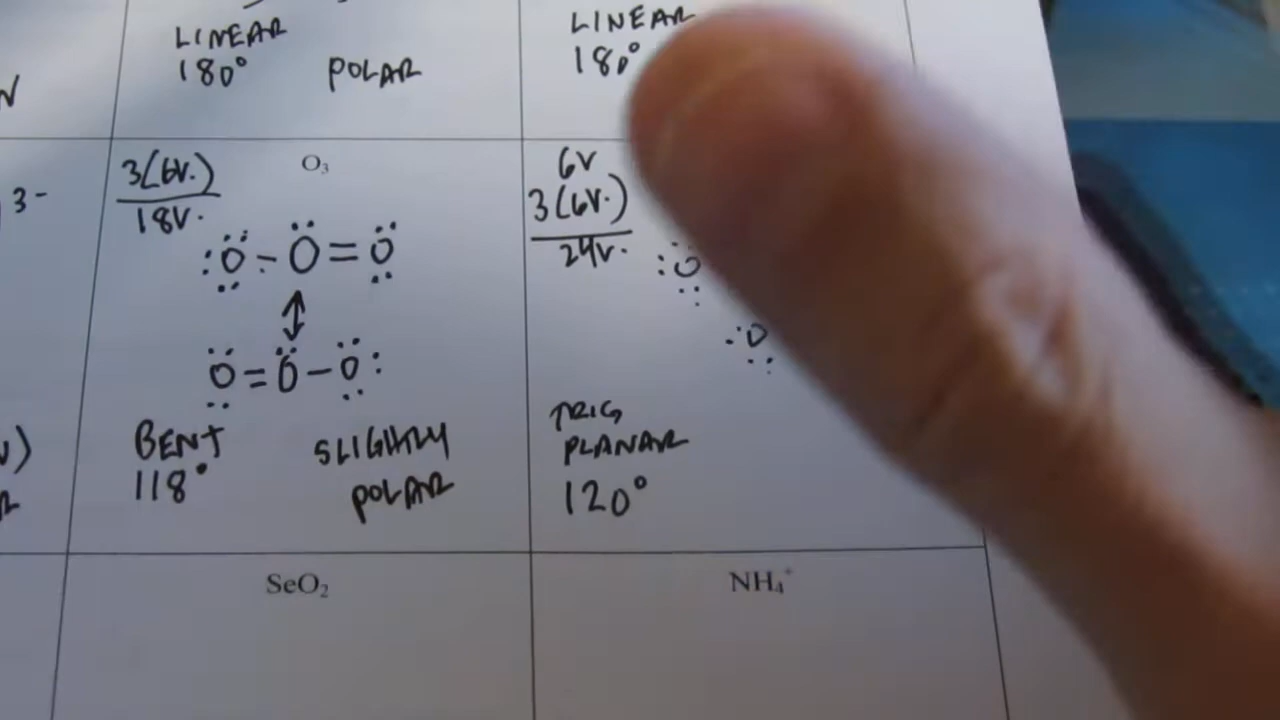 LINEAR
180° POLAR
LINEAR
180°
3-
O₃
3(6V.)
18V.
:O-O=O
O=O-O:
BENT
118°
SLIGHTLY
POLAR
6V
3(6V.)
24V.
:O
O
TRIG
PLANAR
120°
SeO₂
NH₄⁺